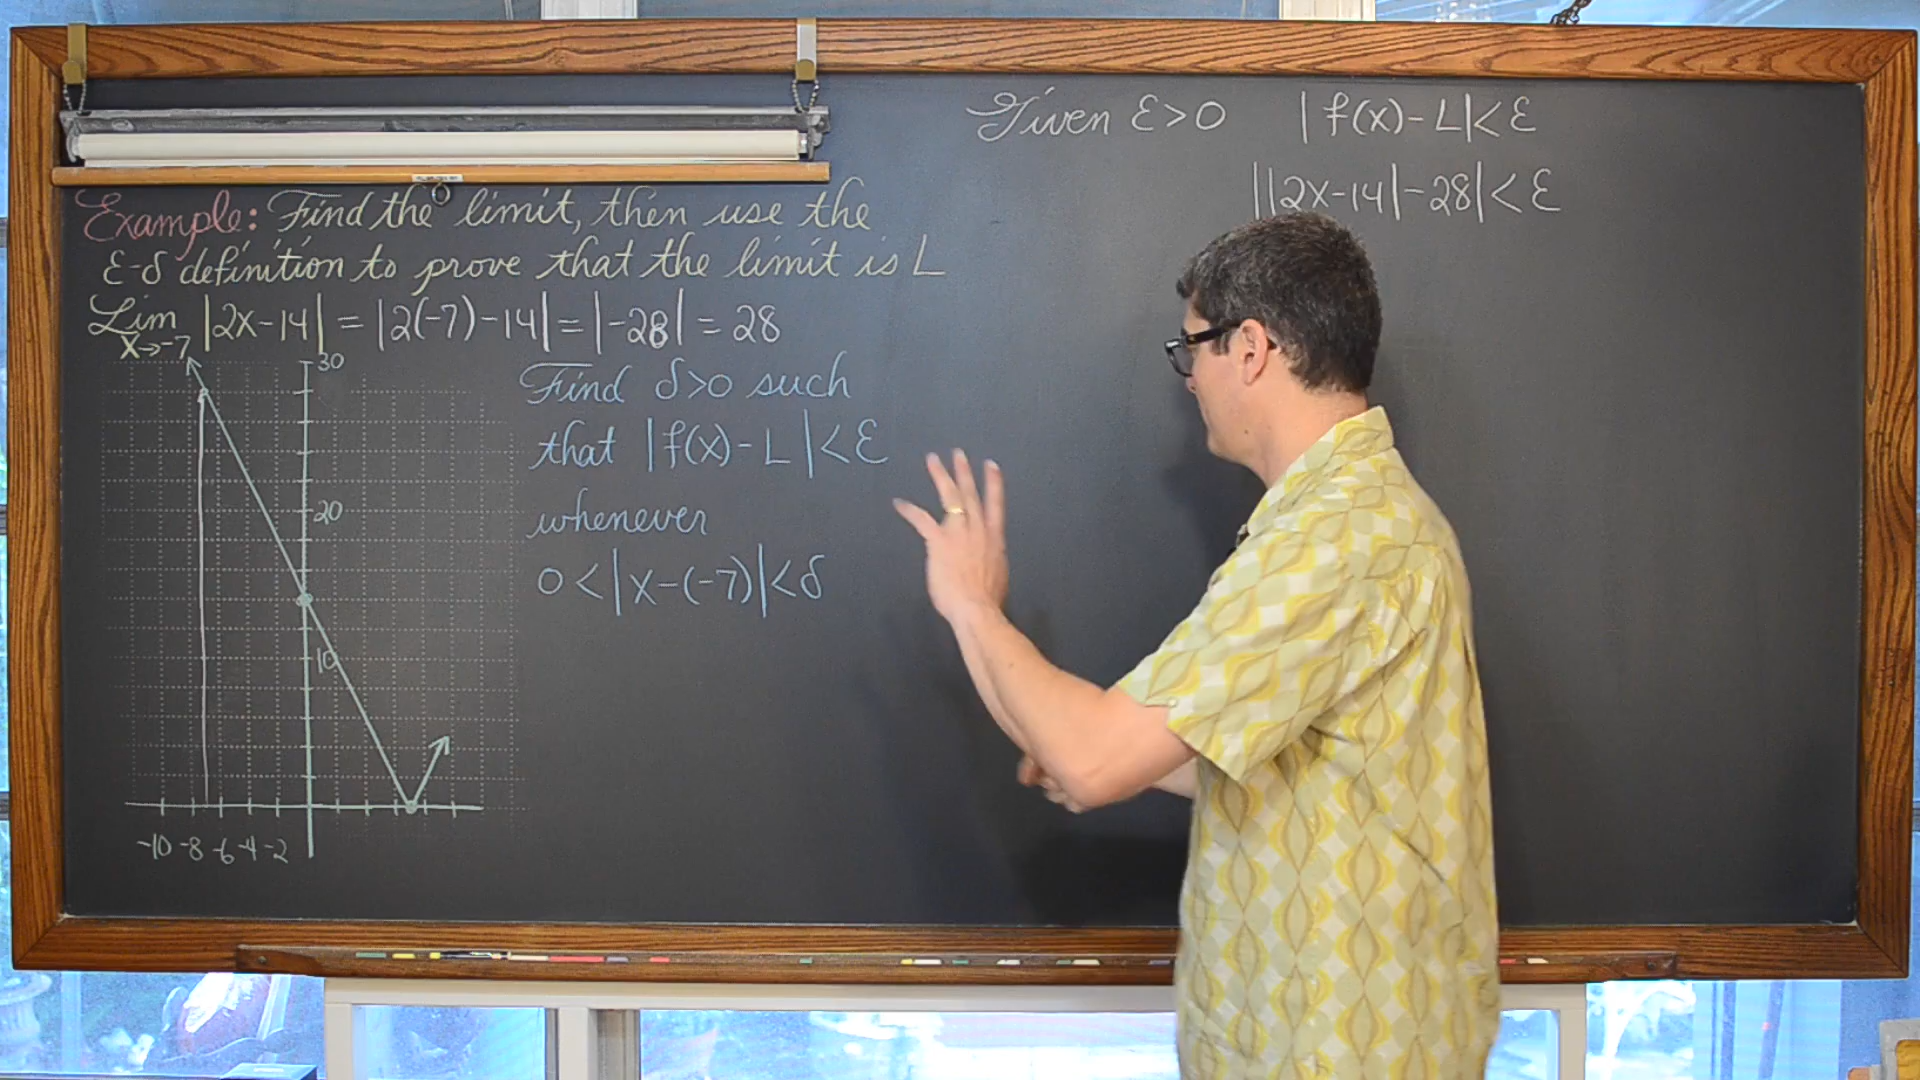 Example: Find the limit, then use the
ε-δ definition to prove that the limit is L
Lim |2x-14| = |2(-7)-14| = |-28| = 28
x→-7
30
20
10
-10 -8 -6 -4 -2
Find δ>0 such
that |f(x)-L|<ε
whenever
0<|x-(-7)|<δ
Given ε>0 |f(x)-L|<ε
||2x-14|-28|<ε